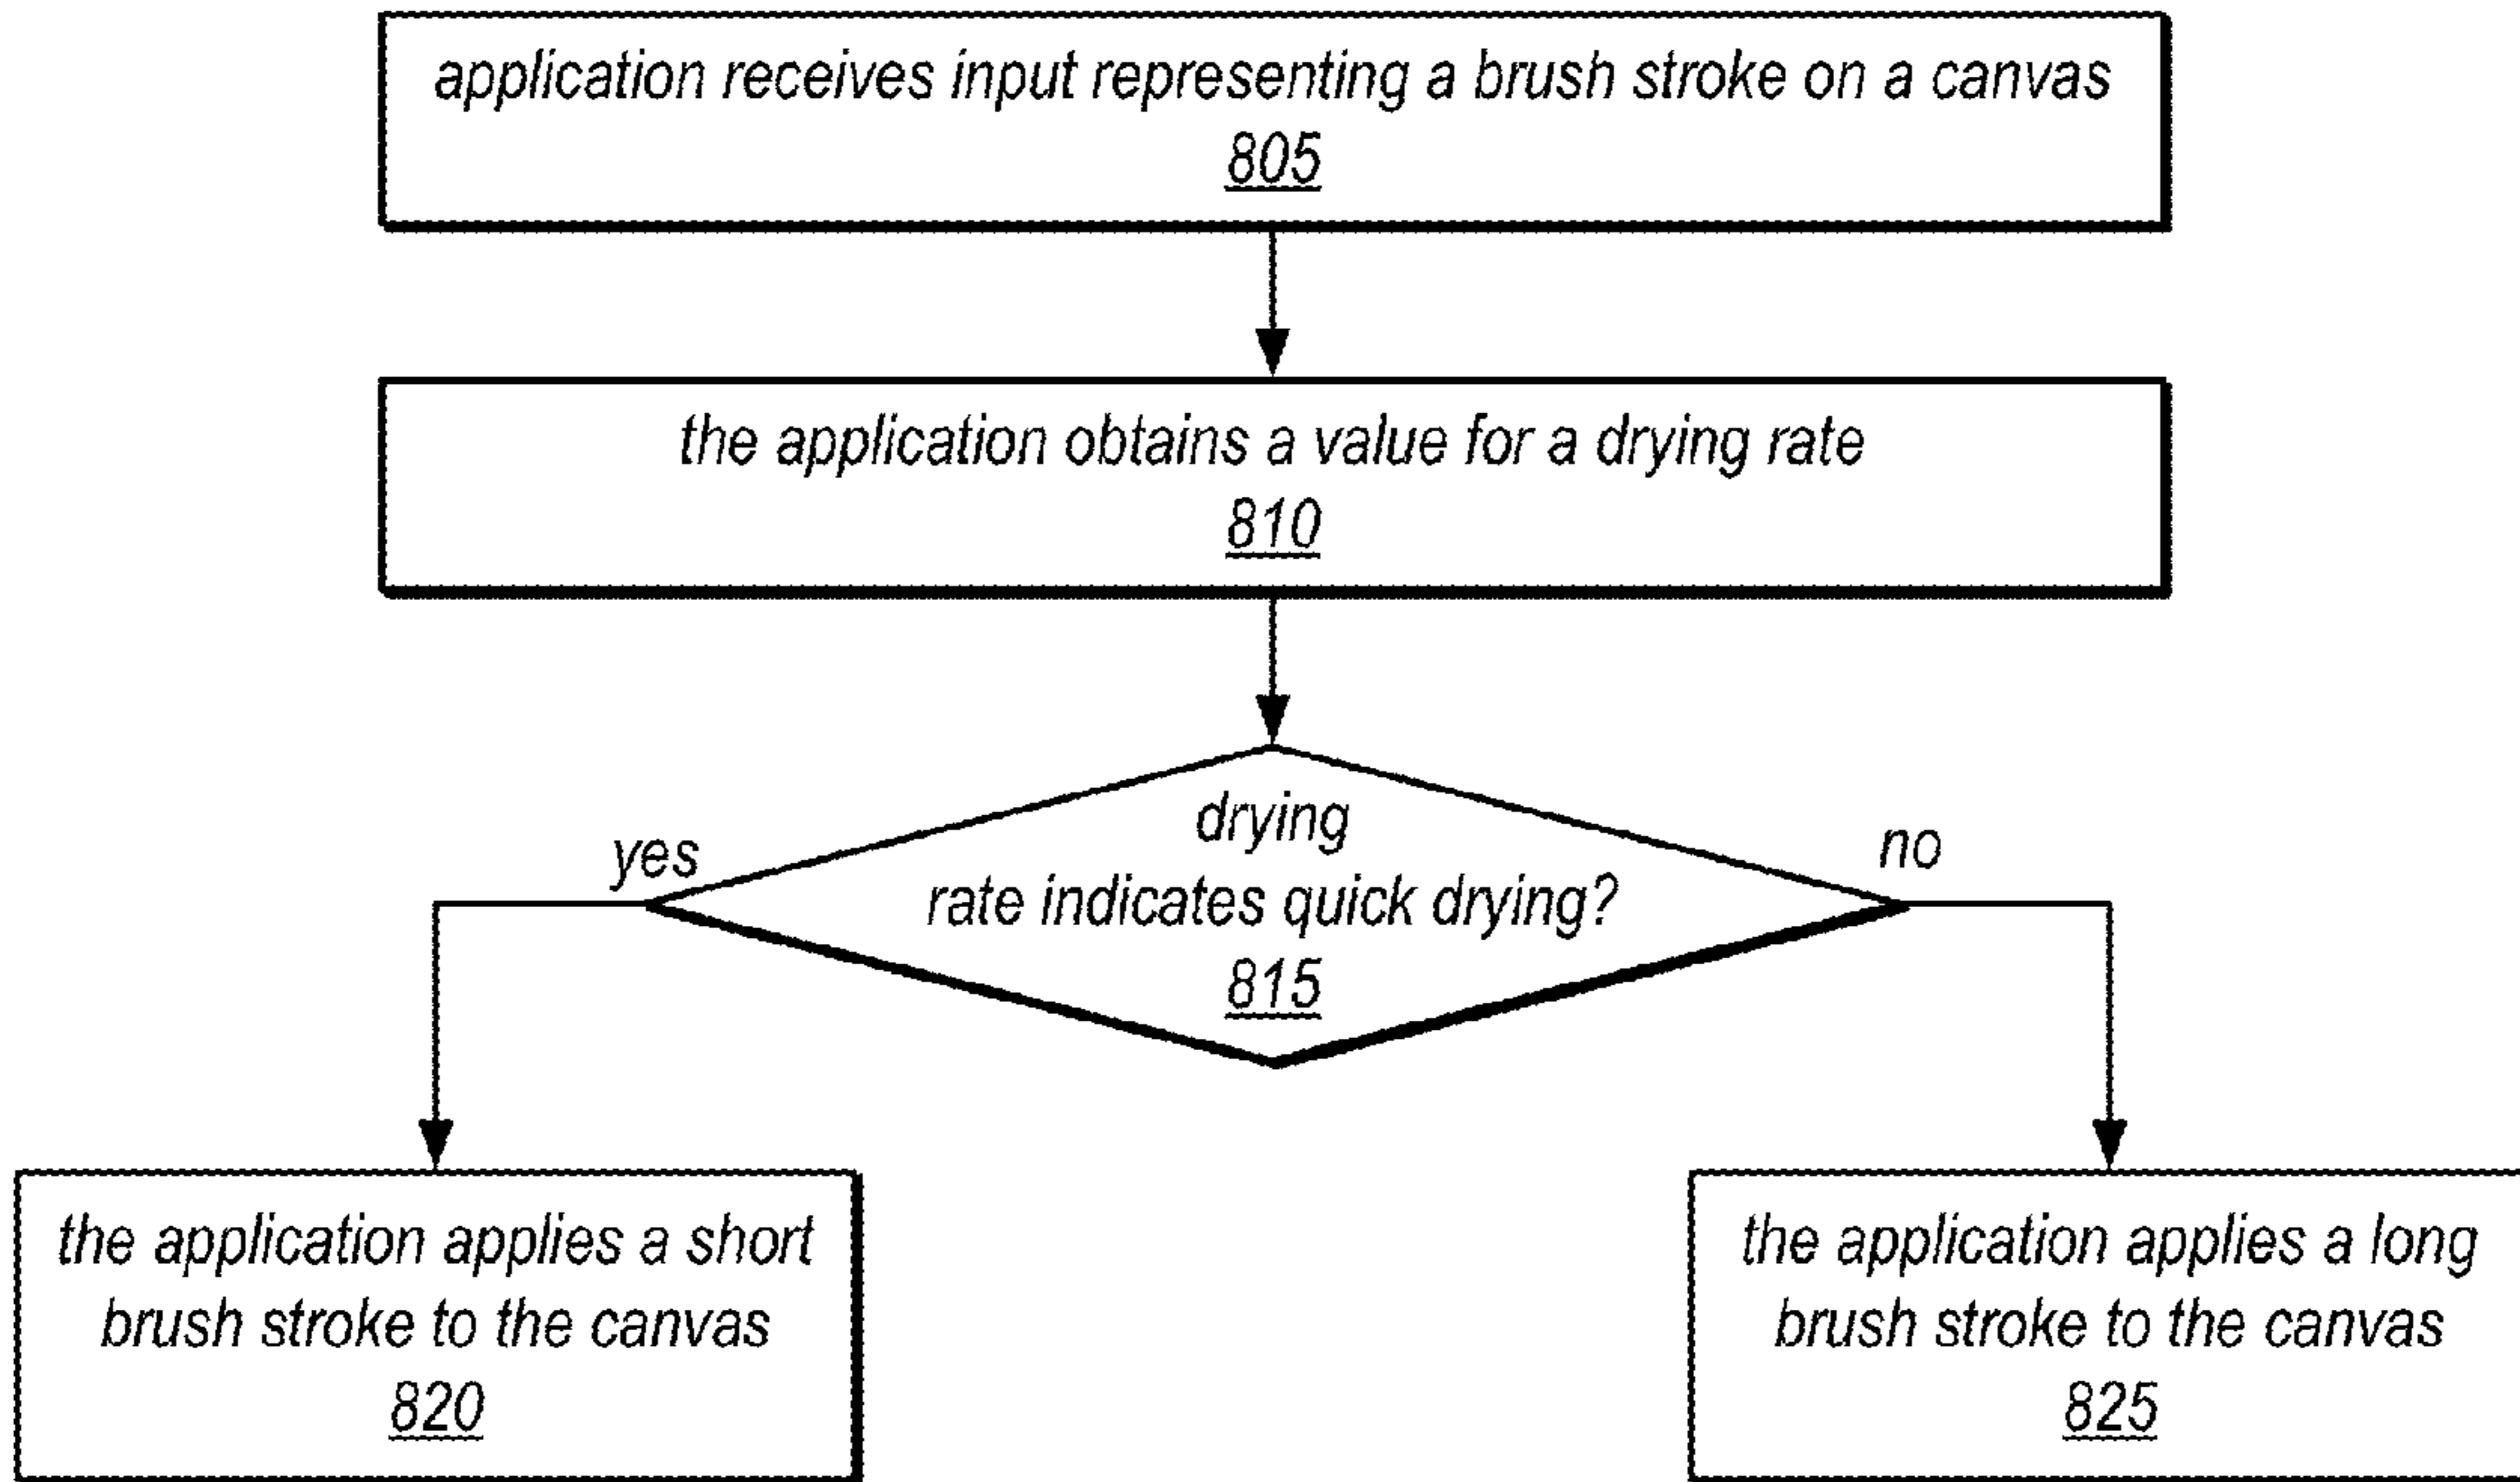 application receives input representing a brush stroke on a canvas
805
the application obtains a value for a drying rate
810
drying
yes
no
rate indicates quick drying?
815
the application applies a short
brush stroke to the canvas
820
the application applies a long
brush stroke to the canvas
825